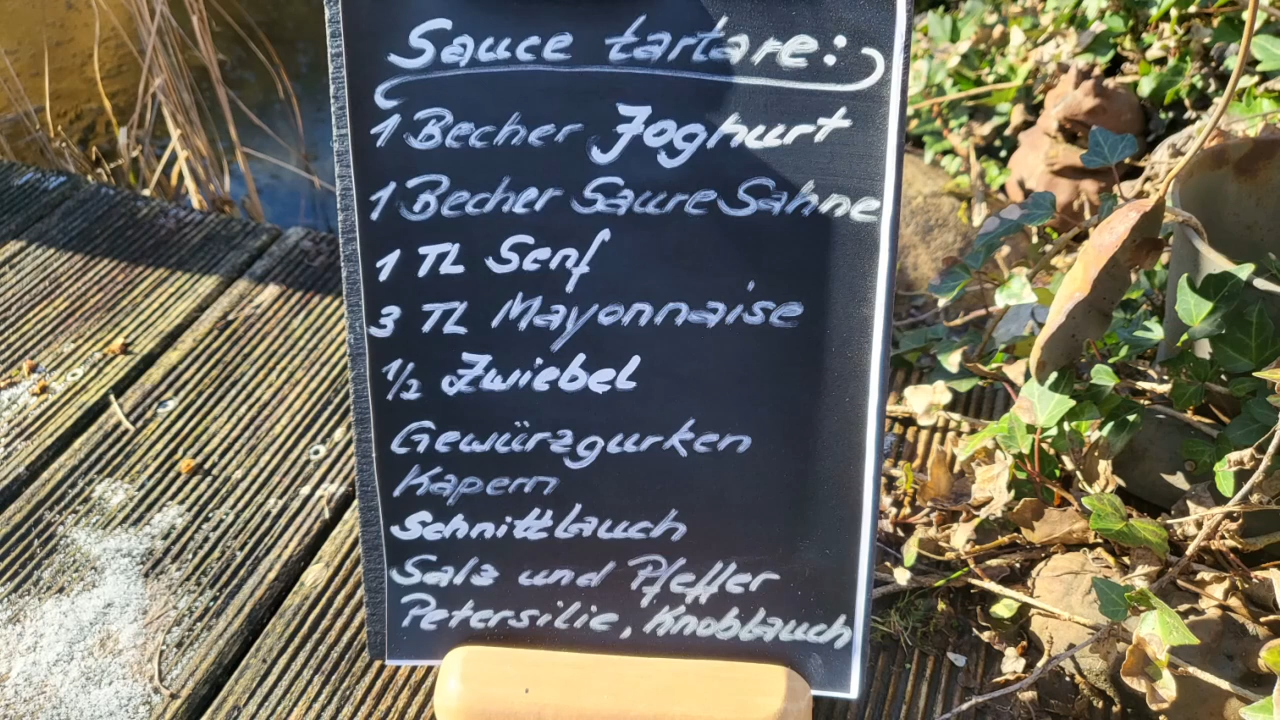 Sauce tartare:
1 Becher Joghurt
1 Becher Saure Sahne
1 TL Senf
3 TL Mayonnaise
1/2 Zwiebel
Gewürzgurken
Kapern
Schnittlauch
Salz und Pfeffer
Petersilie, Knoblauch